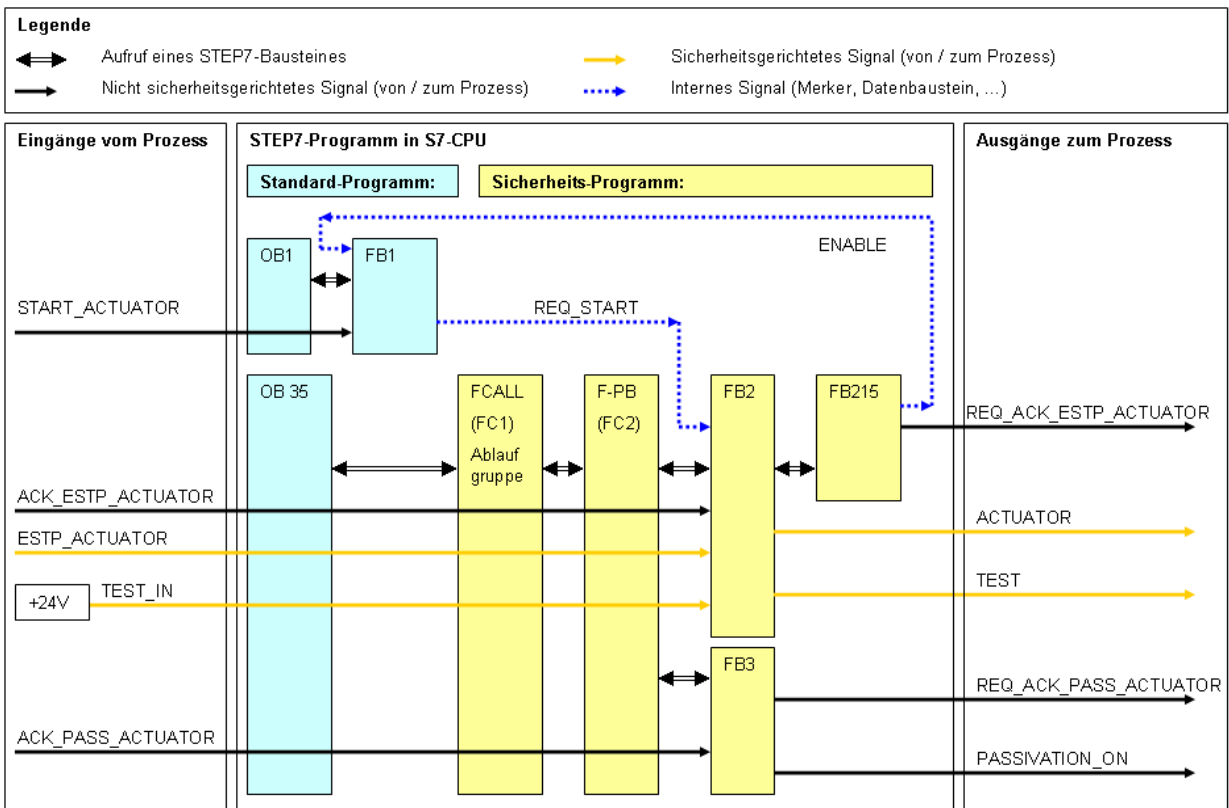 Legende
Aufruf eines STEP7-Bausteines
Sicherheitsgerichtetes Signal (von / zum Prozess)
Nicht sicherheitsgerichtetes Signal (von / zum Prozess)
Internes Signal (Merker, Datenbaustein, ...)
Eingänge vom Prozess
STEP7-Programm in S7-CPU
Ausgänge zum Prozess
Standard-Programm:
Sicherheits-Programm:
OB1
FB1
ENABLE
START_ACTUATOR
REQ_START
OB 35
FCALL
(FC1)
Ablauf
gruppe
F-PB
(FC2)
FB2
FB215
REQ_ACK_ESTP_ACTUATOR
ACK_ESTP_ACTUATOR
ACTUATOR
ESTP_ACTUATOR
TEST
+24V
TEST_IN
FB3
REQ_ACK_PASS_ACTUATOR
ACK_PASS_ACTUATOR
PASSIVATION_ON